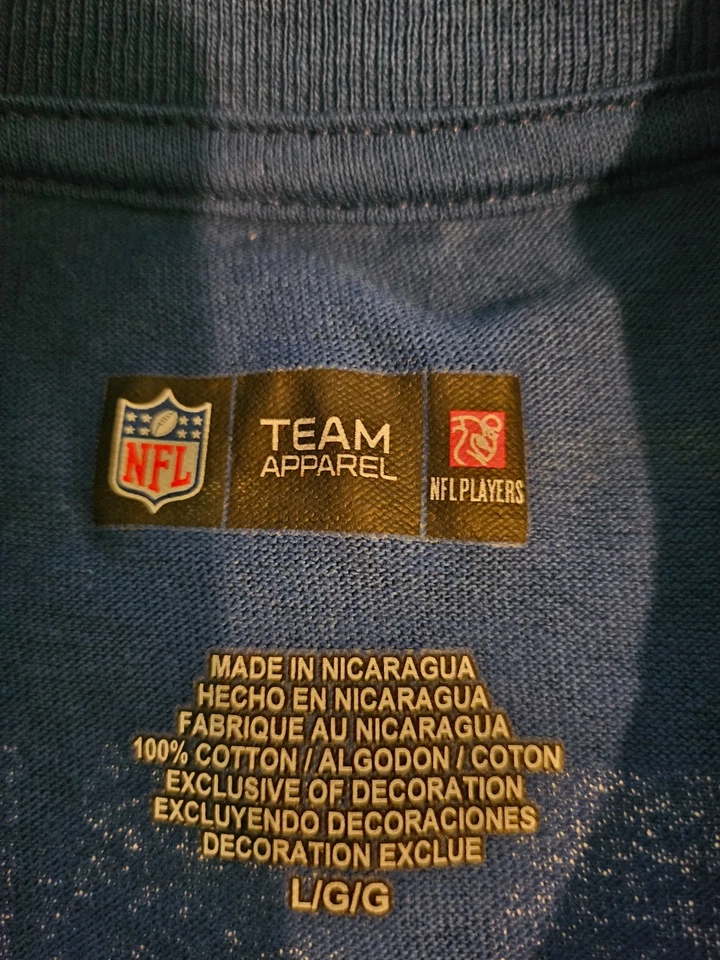 NFL
TEAM
APPAREL
NFL PLAYERS
MADE IN NICARAGUA
HECHO EN NICARAGUA
FABRIQUE AU NICARAGUA
100% COTTON / ALGODON / COTON
EXCLUSIVE OF DECORATION
EXCLUYENDO DECORACIONES
DECORATION EXCLUE
L/G/G